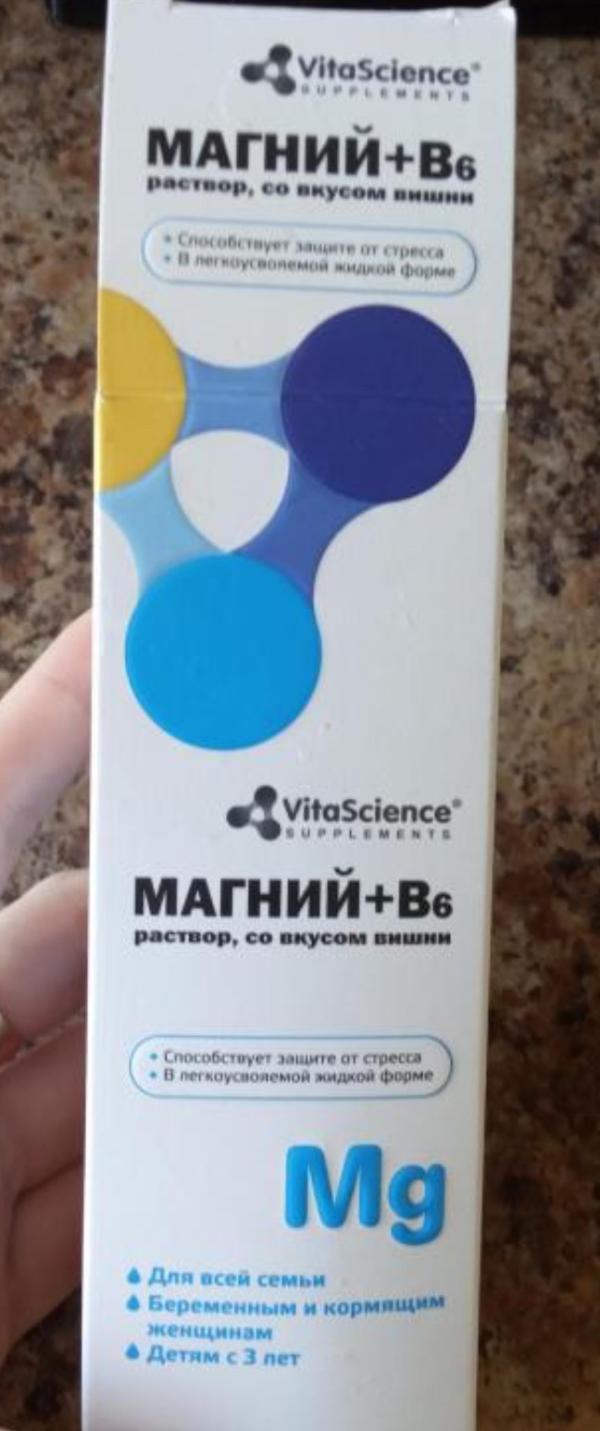 VitaScience®
SUPPLEMENTS
МАГНИЙ+В6
раствор, со вкусом вишни
• Способствует защите от стресса
• В легкоусвояемой жидкой форме
VitaScience®
SUPPLEMENTS
МАГНИЙ+В6
раствор, со вкусом вишни
• Способствует защите от стресса
• В легкоусвояемой жидкой форме
Mg
Для всей семьи
Беременным и кормящим
женщинам
Детям с 3 лет